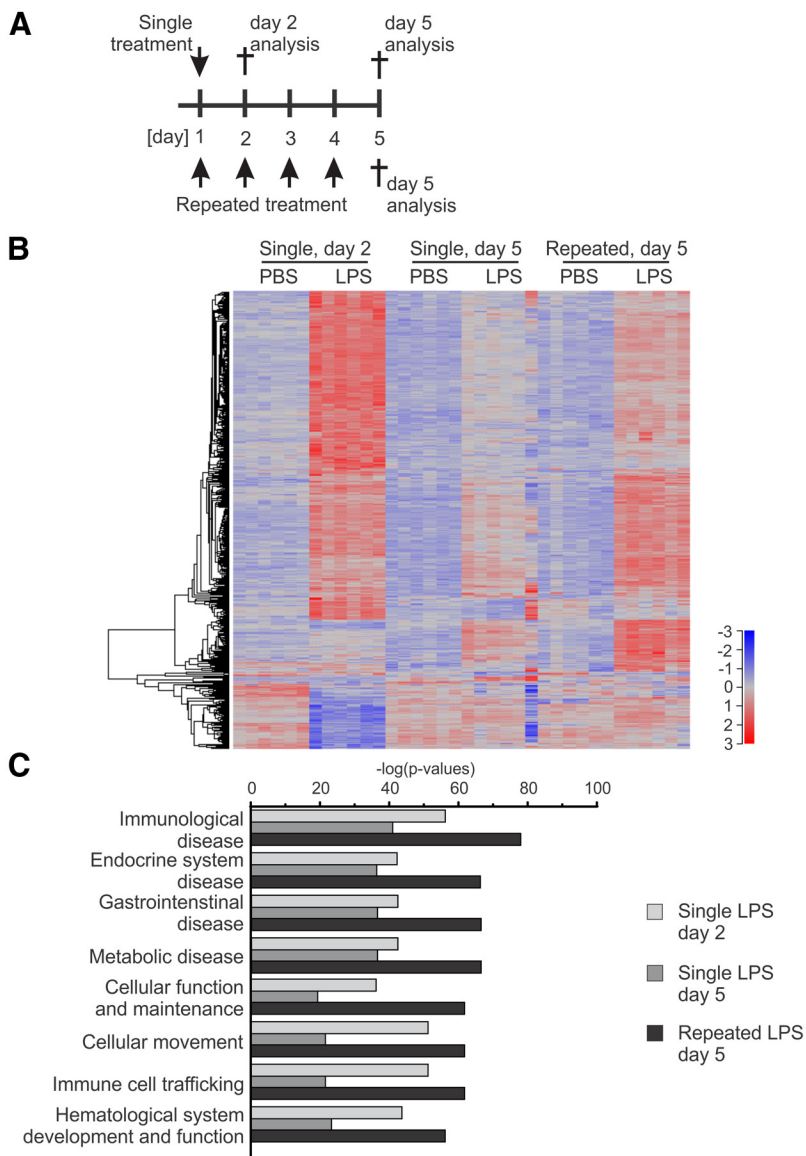 A
Single
treatment
day 2
analysis
day 5
analysis
[day] 1 2 3 4 5
Repeated treatment
day 5
analysis
B
Single, day 2 Single, day 5 Repeated, day 5
PBS LPS PBS LPS PBS LPS
-3
-2
-1
0
1
2
3
C
-log(p-values)
0 20 40 60 80 100
Immunological
disease
Endocrine system
disease
Gastrointenstinal
disease
Metabolic disease
Cellular function
and maintenance
Cellular movement
Immune cell trafficking
Hematological system
development and function
Single LPS
day 2
Single LPS
day 5
Repeated LPS
day 5